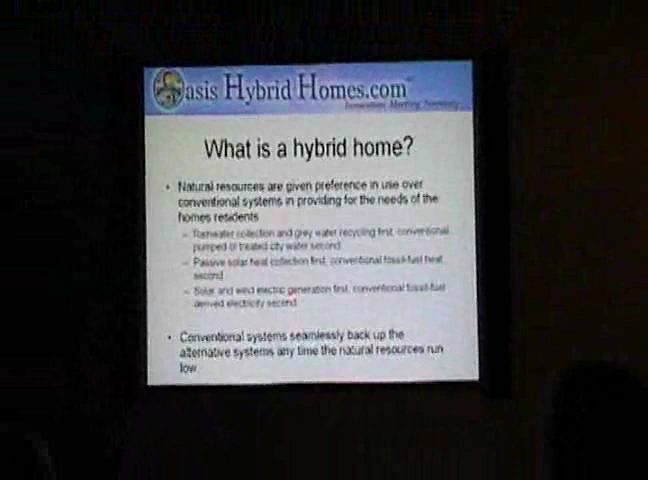 Oasis Hybrid Homes.com
Innovation Meeting Necessity
What is a hybrid home?
• Natural resources are given preference in use over
conventional systems in providing for the needs of the
homes residents
– Rainwater collection and grey water recycling first, conventional
pumped or treated city water second
– Passive solar heat collection first, conventional fossil-fuel heat
second
– Solar and wind electric generation first, conventional fossil-fuel
derived electricity second
• Conventional systems seamlessly back up the
alternative systems any time the natural resources run
low